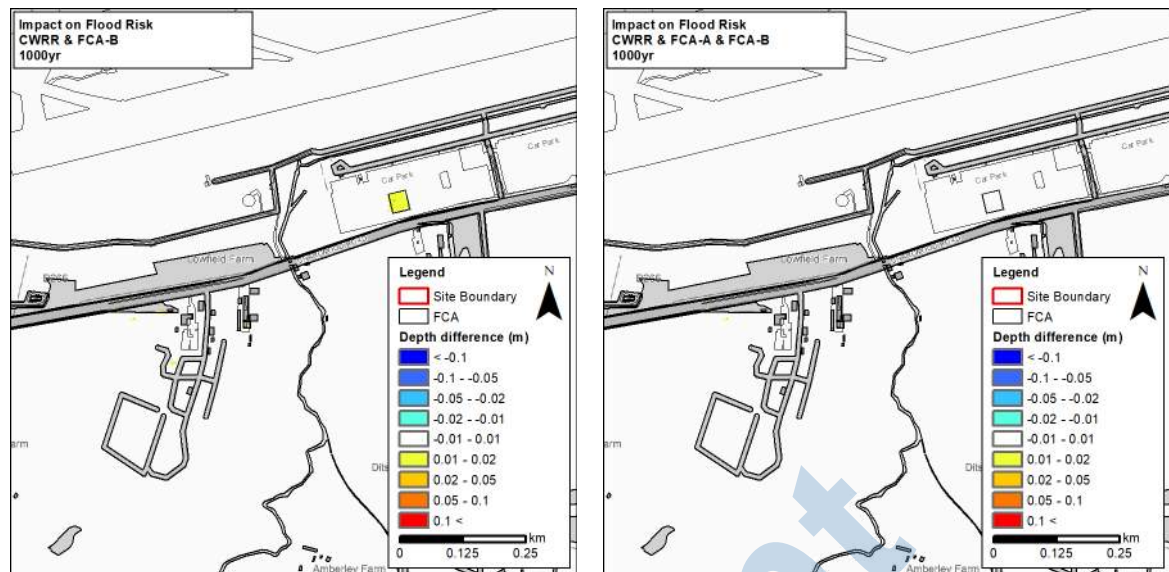 Impact on Flood Risk
CWRR & FCA-B
1000yr
Car Park
Car Park
Lowfield Farm
arm
Dits
Amberley Farm
Legend
N
Site Boundary
FCA
Depth difference (m)
< -0.1
-0.1 - -0.05
-0.05 - -0.02
-0.02 - -0.01
-0.01 - 0.01
0.01 - 0.02
0.02 - 0.05
0.05 - 0.1
0.1 <
km
0 0.125 0.25
Impact on Flood Risk
CWRR & FCA-A & FCA-B
1000yr
Car Park
Car Park
Lowfield Farm
arm
Dits
Amberley Farm
Legend
N
Site Boundary
FCA
Depth difference (m)
< -0.1
-0.1 - -0.05
-0.05 - -0.02
-0.02 - -0.01
-0.01 - 0.01
0.01 - 0.02
0.02 - 0.05
0.05 - 0.1
0.1 <
km
0 0.125 0.25